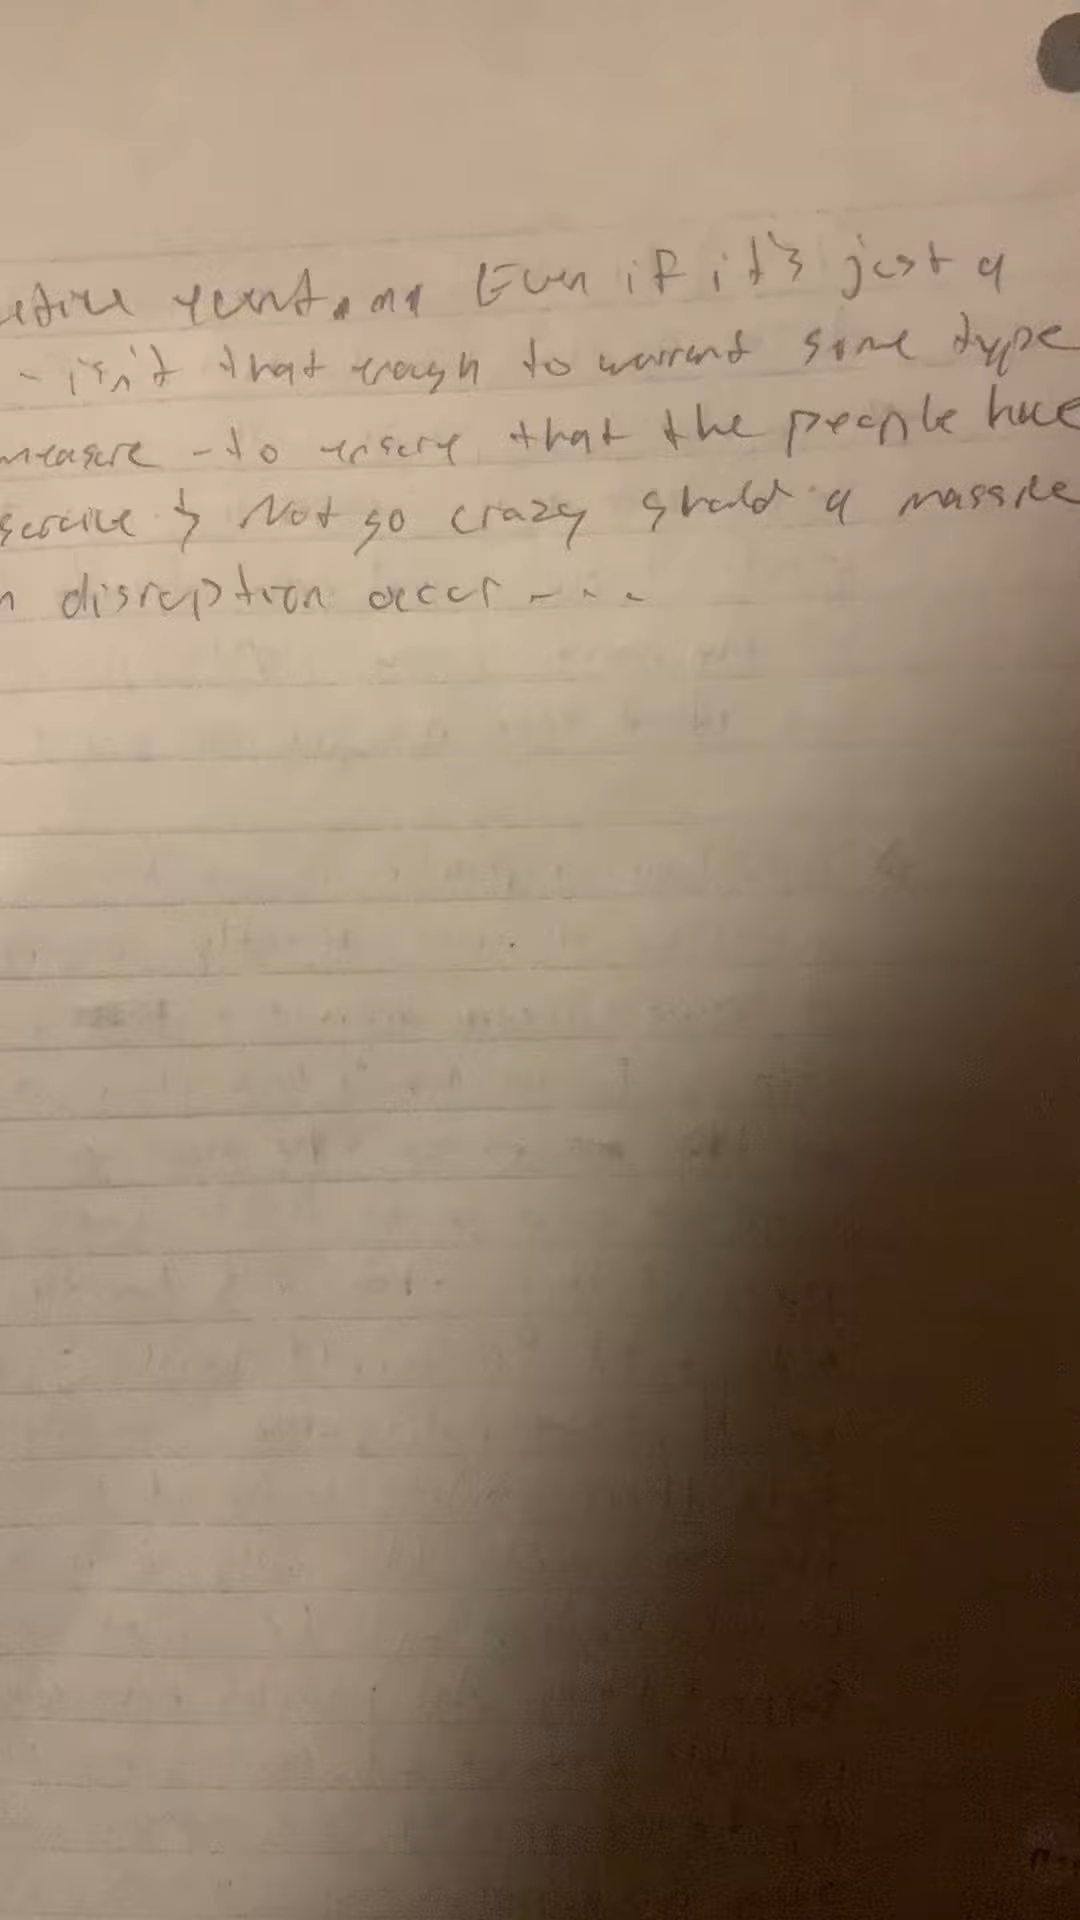 Even if it's just a
- isn't that enough to warrant some type
measure - to ensure that the people have
service & Not so crazy should a massive
disruption occur - - -